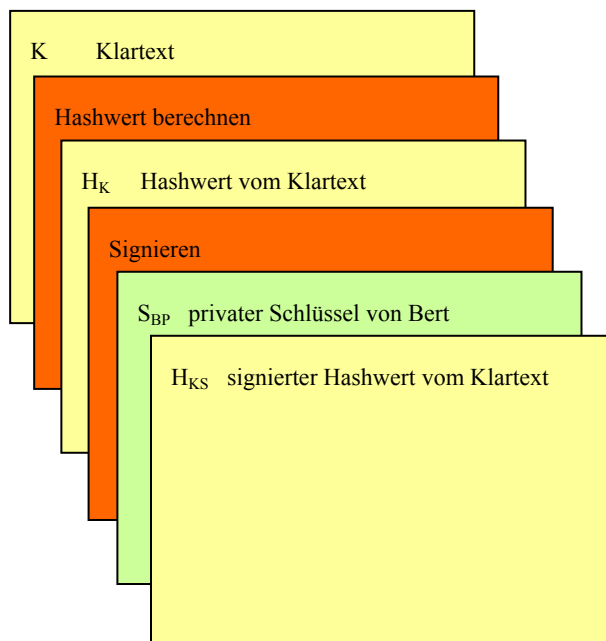 K Klartext
Hashwert berechnen
HK Hashwert vom Klartext
Signieren
SBP privater Schlüssel von Bert
HKS signierter Hashwert vom Klartext